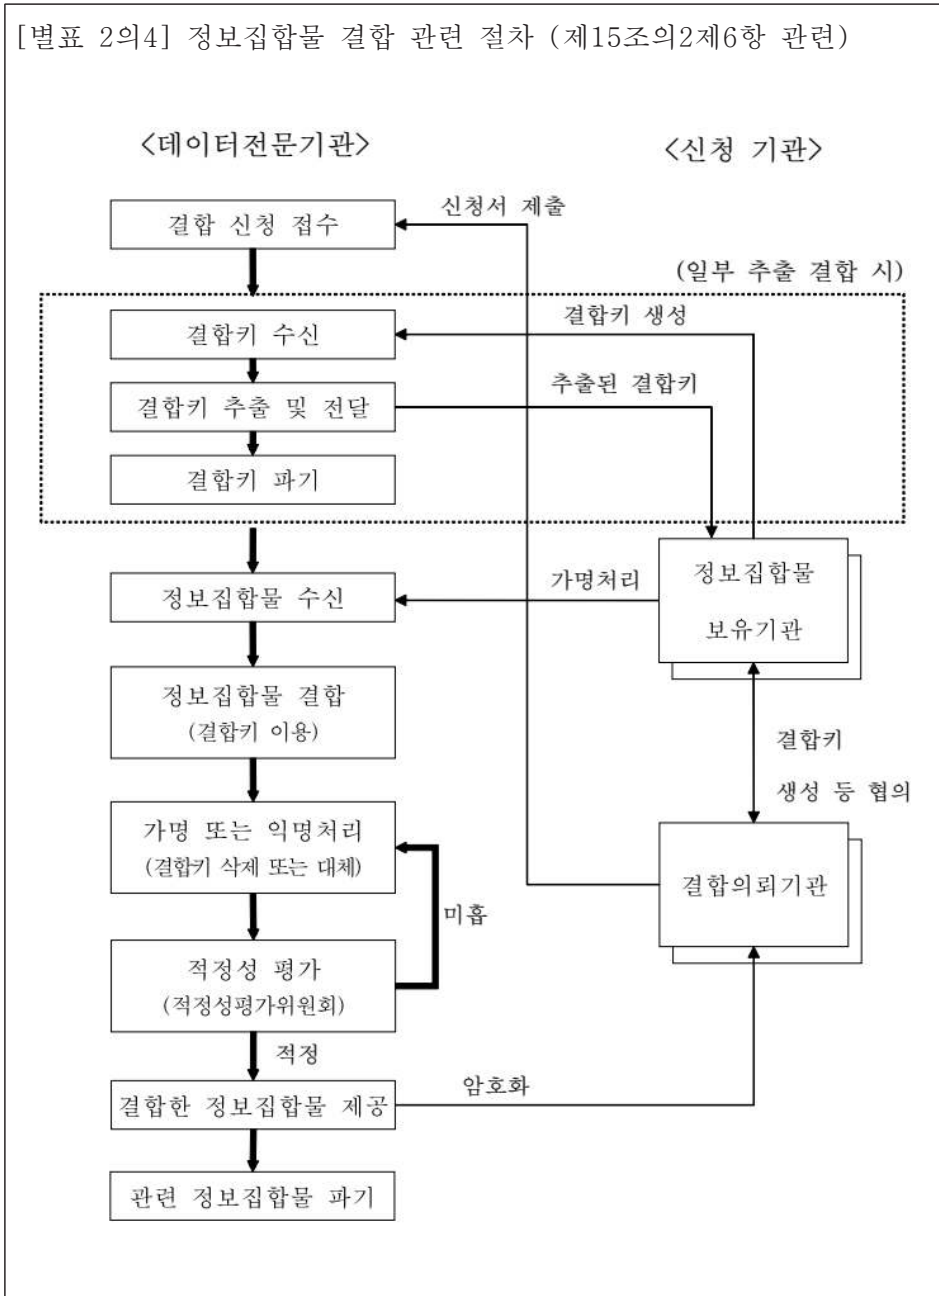 [별표 2의4] 정보집합물 결합 관련 절차 (제15조의2제6항 관련)
<데이터전문기관>
<신청 기관>
신청서 제출
결합 신청 접수
(일부 추출 결합 시)
결합키 생성
결합키 수신
추출된 결합키
결합키 추출 및 전달
결합키 파기
정보집합물
보유기관
가명처리
정보집합물 수신
정보집합물 결합
(결합키 이용)
결합키
생성 등 협의
가명 또는 익명처리
(결합키 삭제 또는 대체)
결합의뢰기관
미흡
적정성 평가
(적정성평가위원회)
적정
암호화
결합한 정보집합물 제공
관련 정보집합물 파기